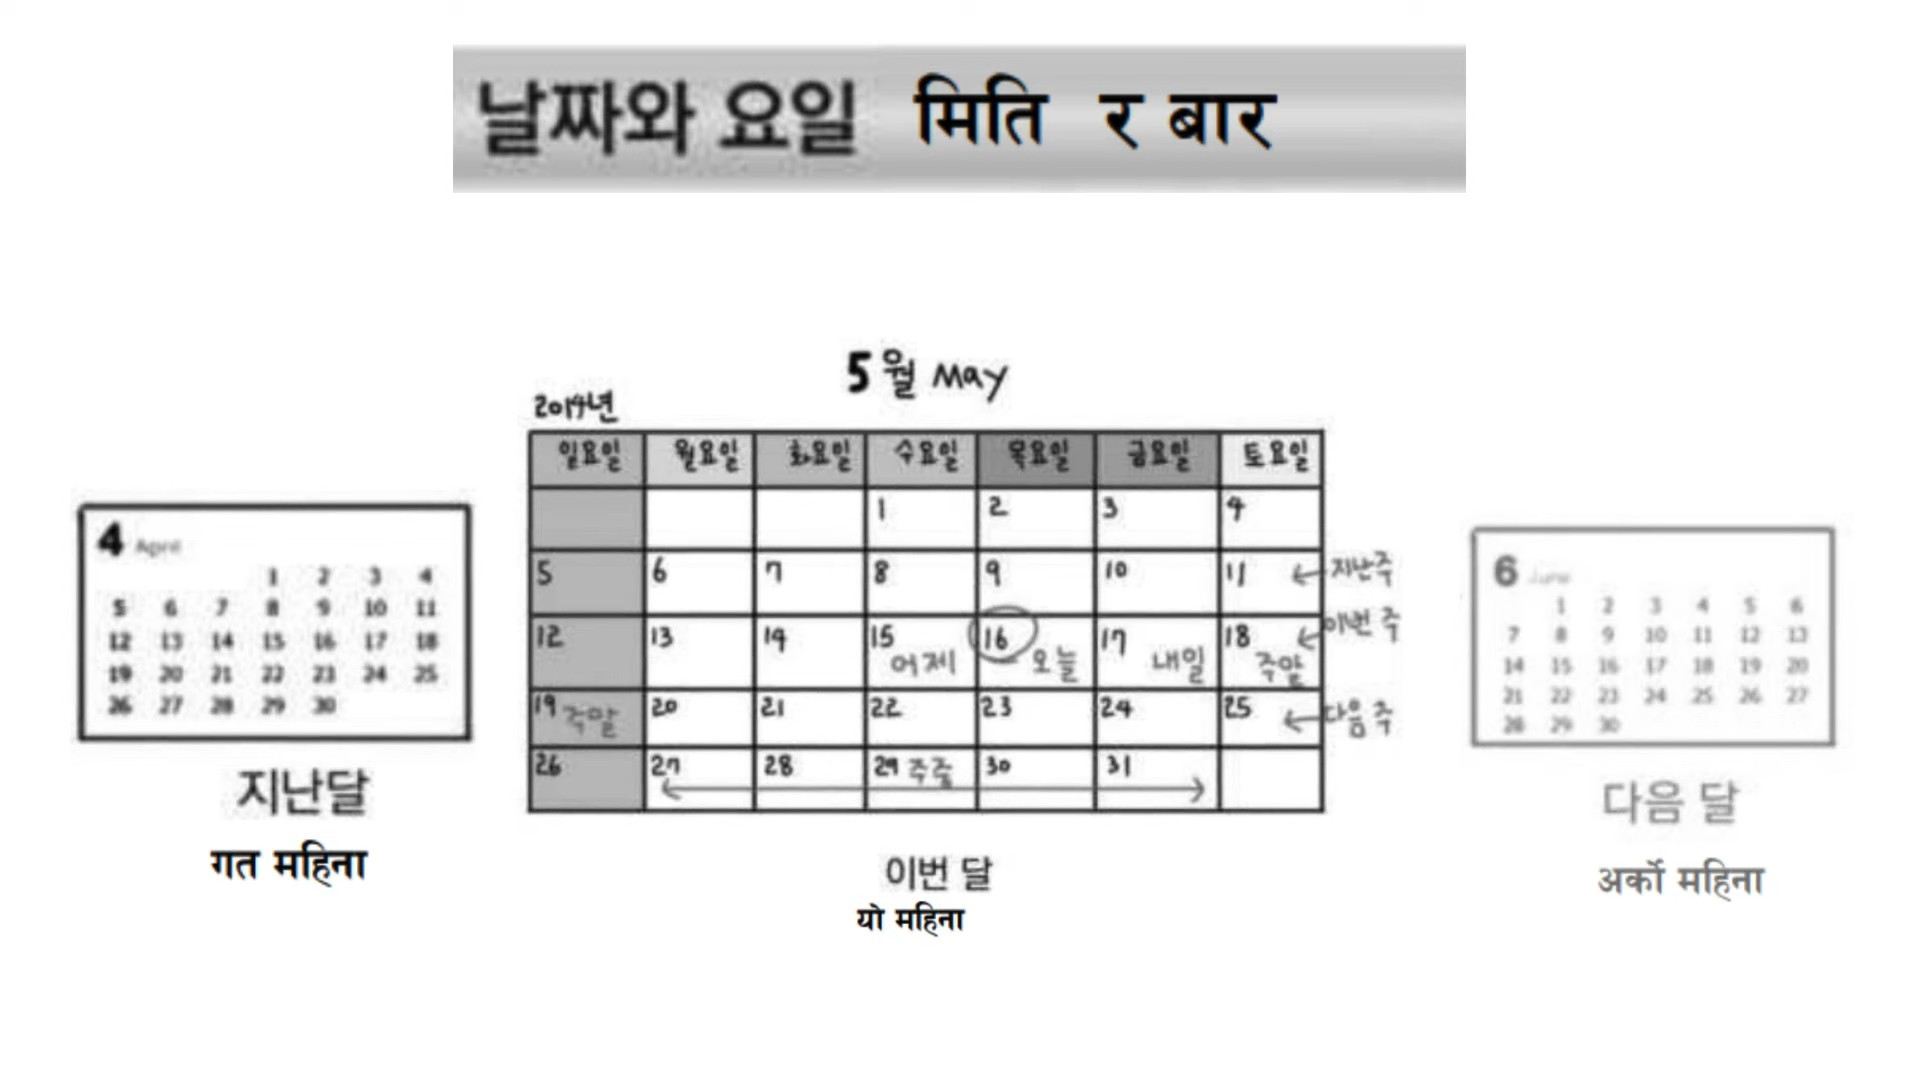 날짜와 요일 मिति र बार
5월 May
2014년
일요일 월요일 화요일 수요일 목요일 금요일 토요일
1 2 3 4
5 6 7 8 9 10 11 지난주
12 13 14 15 어제 16 오늘 17 내일 18 주말 이번 주
19 주말 20 21 22 23 24 25 다음 주
26 27 28 29 주중 30 31
이번 달
यो महिना
4 April
1 2 3 4
5 6 7 8 9 10 11
12 13 14 15 16 17 18
19 20 21 22 23 24 25
26 27 28 29 30
지난달
गत महिना
6 June
1 2 3 4 5 6
7 8 9 10 11 12 13
14 15 16 17 18 19 20
21 22 23 24 25 26 27
28 29 30
다음 달
अर्को महिना